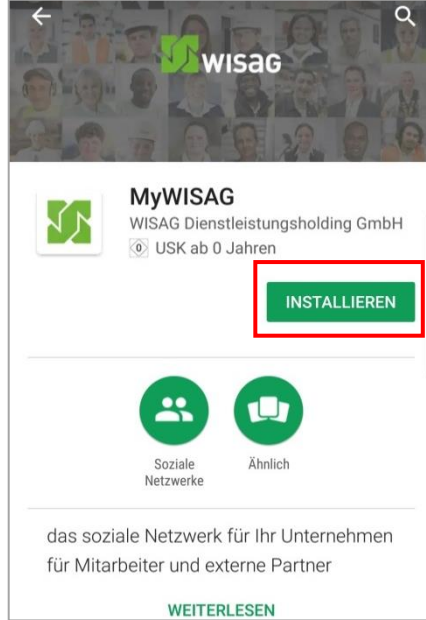 WISAG
MyWISAG
WISAG Dienstleistungsholding GmbH
0 USK ab 0 Jahren
INSTALLIEREN
Soziale
Netzwerke
Ähnlich
das soziale Netzwerk für Ihr Unternehmen
für Mitarbeiter und externe Partner
WEITERLESEN